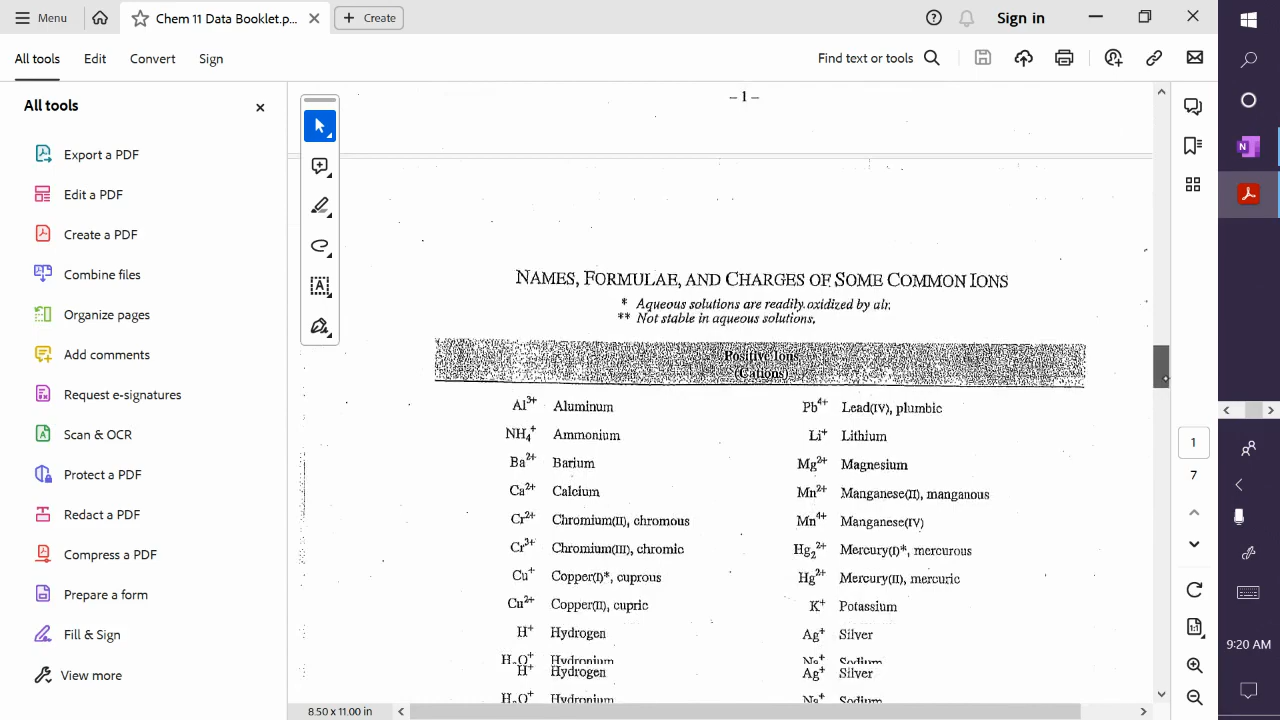 Menu
Chem 11 Data Booklet.p...
Create
Sign in
All tools
Edit
Convert
Sign
Find text or tools
All tools
Export a PDF
Edit a PDF
Create a PDF
Combine files
Organize pages
Add comments
Request e-signatures
Scan & OCR
Protect a PDF
Redact a PDF
Compress a PDF
Prepare a form
Fill & Sign
View more
– 1 –
NAMES, FORMULAE, AND CHARGES OF SOME COMMON IONS
* Aqueous solutions are readily oxidized by air.
** Not stable in aqueous solutions.
Positive Ions
(Cations)
Al³⁺ Aluminum
NH₄⁺ Ammonium
Ba²⁺ Barium
Ca²⁺ Calcium
Cr²⁺ Chromium(II), chromous
Cr³⁺ Chromium(III), chromic
Cu⁺ Copper(I)*, cuprous
Cu²⁺ Copper(II), cupric
H⁺ Hydrogen
H₃O⁺ Hydronium
H⁺ Hydrogen
H₃O⁺ Hydronium
Pb⁴⁺ Lead(IV), plumbic
Li⁺ Lithium
Mg²⁺ Magnesium
Mn²⁺ Manganese(II), manganous
Mn⁴⁺ Manganese(IV)
Hg₂²⁺ Mercury(I)*, mercurous
Hg²⁺ Mercury(II), mercuric
K⁺ Potassium
Ag⁺ Silver
Na⁺ Sodium
Ag⁺ Silver
Na⁺ Sodium
8.50 x 11.00 in
1
7
1:1
9:20 AM